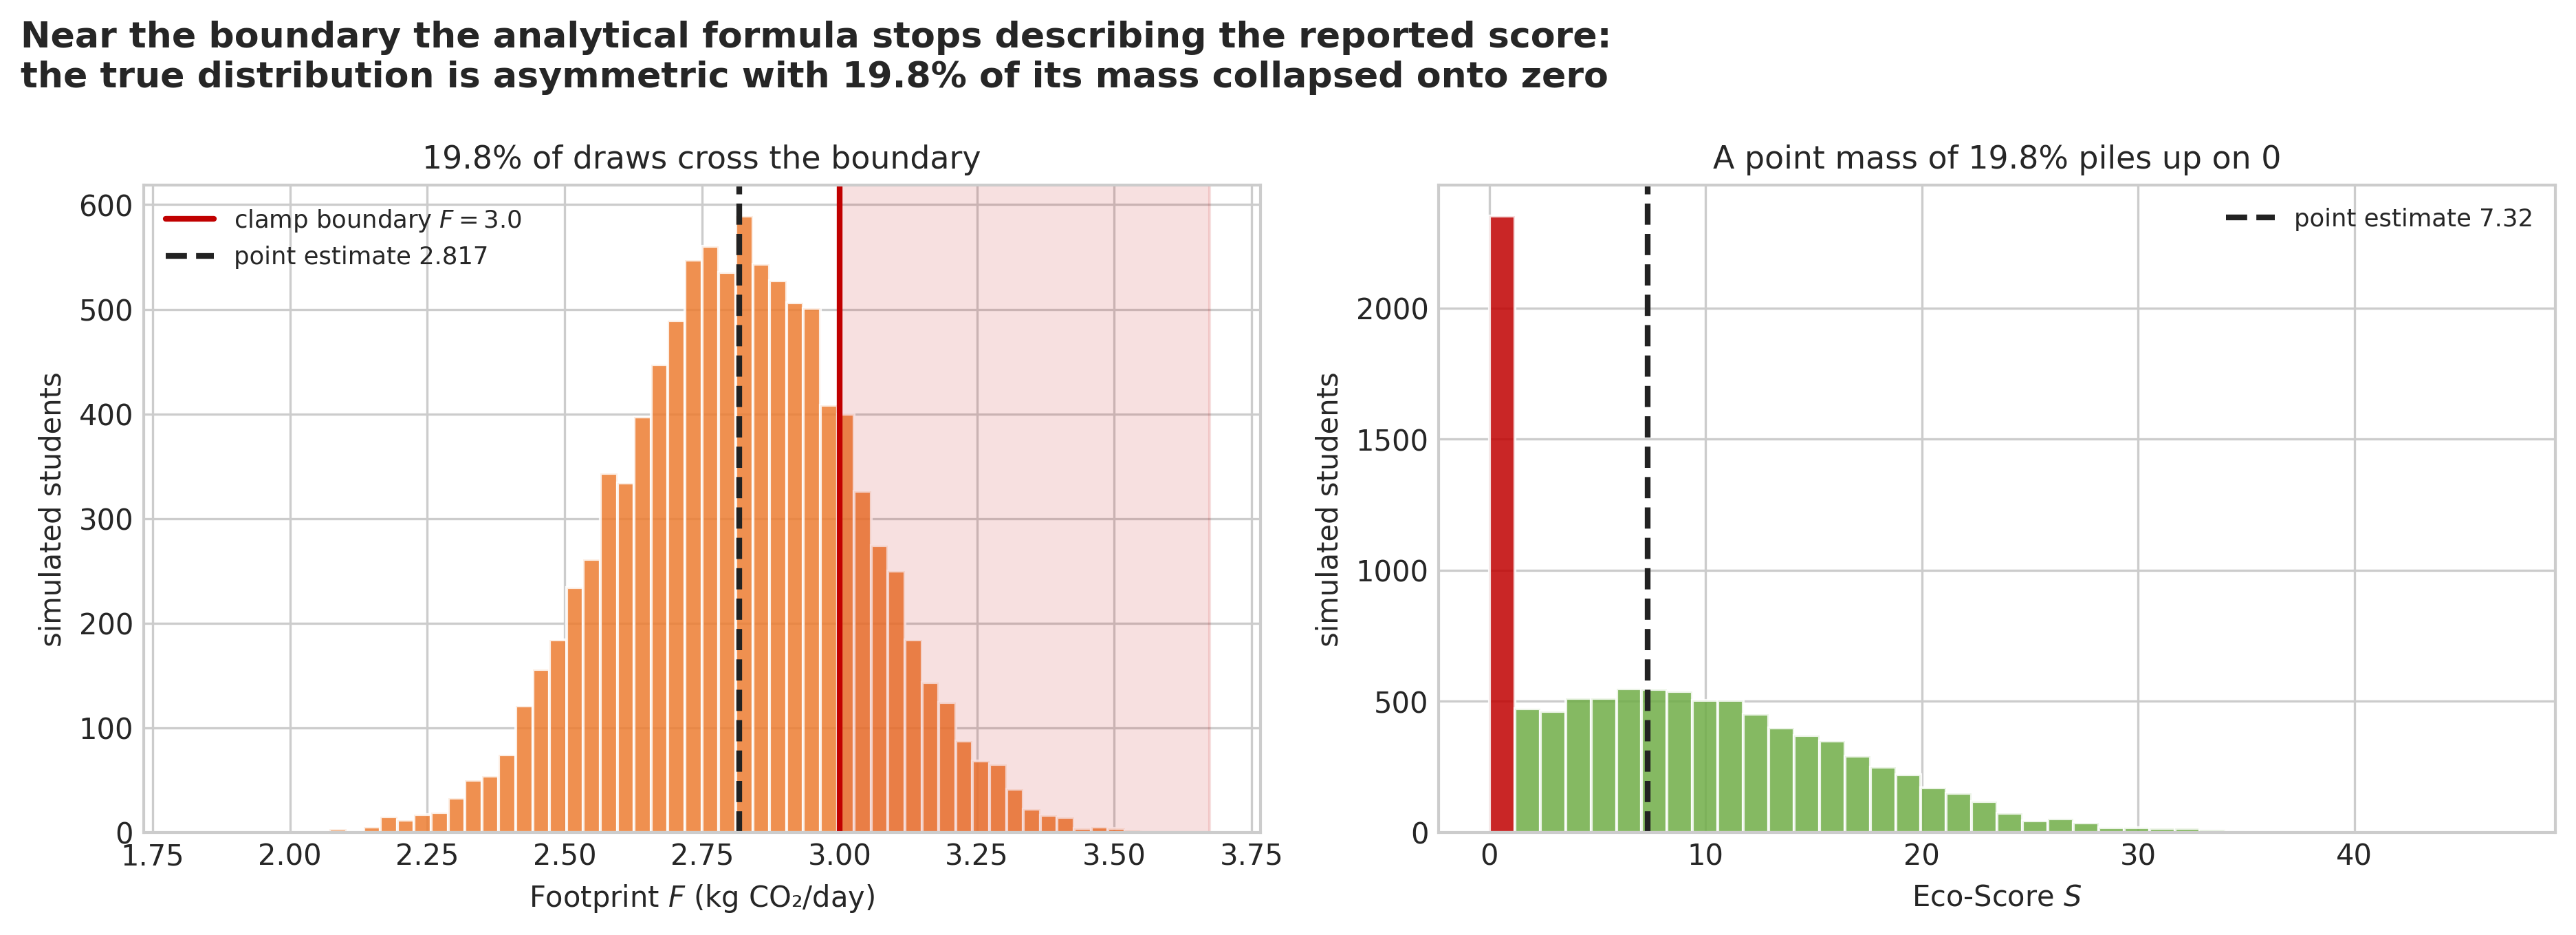 Near the boundary the analytical formula stops describing the reported score:
the true distribution is asymmetric with 19.8% of its mass collapsed onto zero
19.8% of draws cross the boundary
clamp boundary F = 3.0
point estimate 2.817
simulated students
600
500
400
300
200
100
0
1.75 2.00 2.25 2.50 2.75 3.00 3.25 3.50 3.75
Footprint F (kg CO₂/day)
A point mass of 19.8% piles up on 0
point estimate 7.32
simulated students
2000
1500
1000
500
0
0 10 20 30 40
Eco-Score S